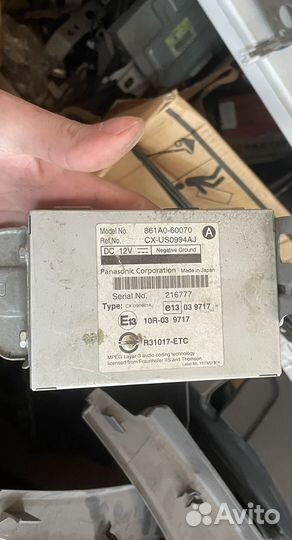 Model No. 861A0-60070
Ref.No. CX-US0994AJ
A
DC 12V Negative Ground
Panasonic Corporation Made in Japan
Serial No. 216777
Type: e13 03 9717
E13 10R-03 9717
R31017-ETC
MPEG Layer-3 audio coding technology
licensed from Fraunhofer IIS and Thomson.
Avito